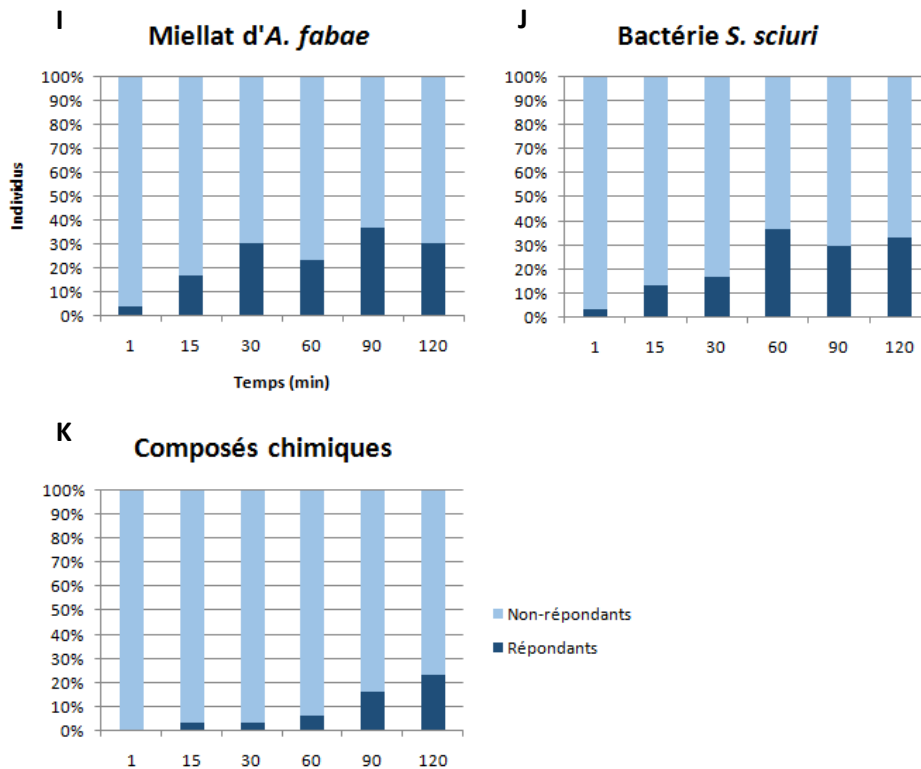 I
Miellat d'A. fabae
100%
90%
80%
70%
60%
50%
40%
30%
20%
10%
0%
Individus
1 15 30 60 90 120
Temps (min)
J
Bactérie S. sciuri
100%
90%
80%
70%
60%
50%
40%
30%
20%
10%
0%
1 15 30 60 90 120
K
Composés chimiques
100%
90%
80%
70%
60%
50%
40%
30%
20%
10%
0%
1 15 30 60 90 120
Non-répondants
Répondants